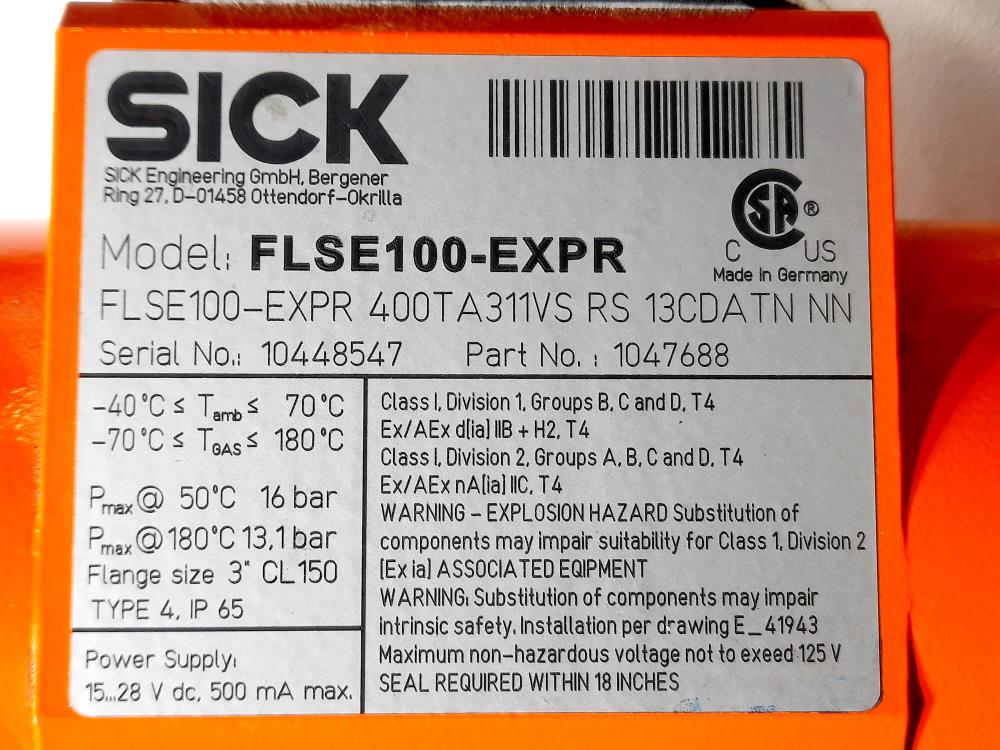 SICK
SICK Engineering GmbH, Bergener
Ring 27, D-01458 Ottendorf-Okrilla
CSA ®
C US
Made in Germany
Model: FLSE100-EXPR
FLSE100-EXPR 400TA311VS RS 13CDATN NN
Serial No.: 10448547 Part No. : 1047688
-40°C ≤ Tamb ≤ 70°C
-70°C ≤ TGAS ≤ 180°C
Pmax @ 50°C 16 bar
Pmax @ 180°C 13,1 bar
Flange size 3" CL150
TYPE 4, IP 65
Power Supply:
15...28 V dc, 500 mA max.
Class I, Division 1, Groups B, C and D, T4
Ex/AEx d[ia] IIB + H2, T4
Class I, Division 2, Groups A, B, C and D, T4
Ex/AEx nA[ia] IIC, T4
WARNING - EXPLOSION HAZARD Substitution of
components may impair suitability for Class 1, Division 2
[Ex ia] ASSOCIATED EQIPMENT
WARNING: Substitution of components may impair
intrinsic safety. Installation per drawing E_41943
Maximum non-hazardous voltage not to exeed 125 V
SEAL REQUIRED WITHIN 18 INCHES